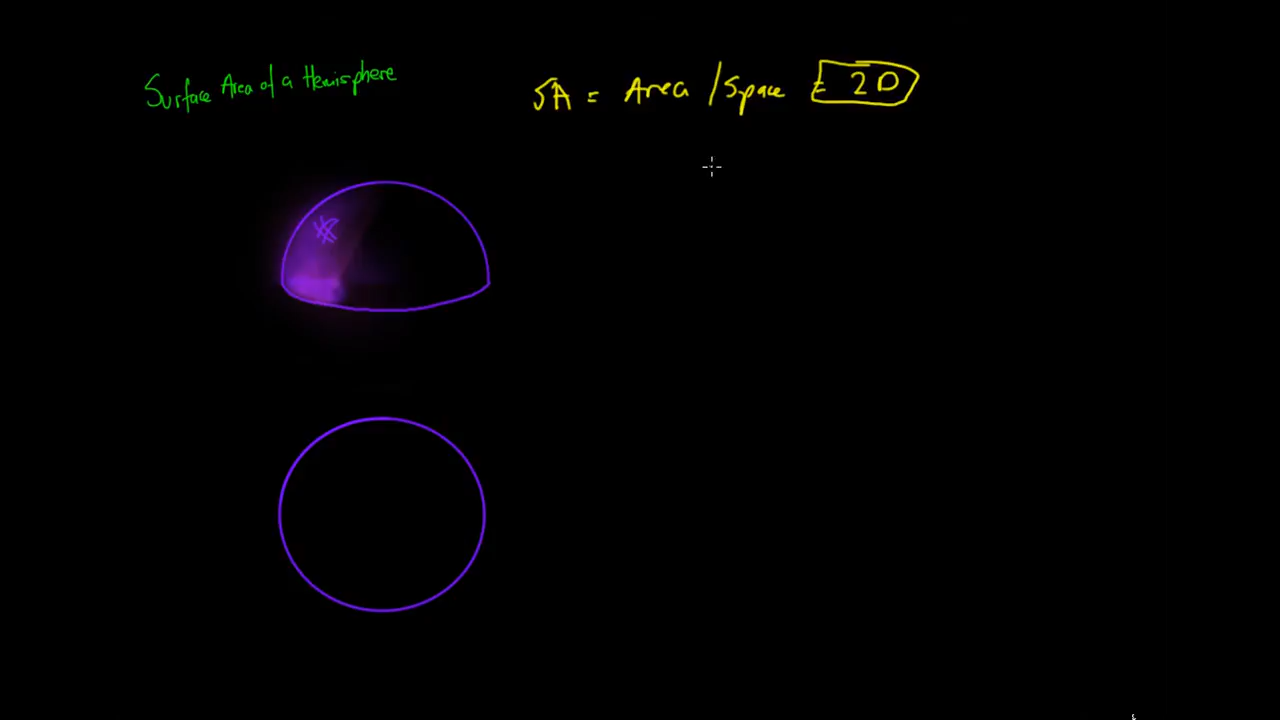 Surface Area of a Hemisphere
SA = Area / Space = 2D